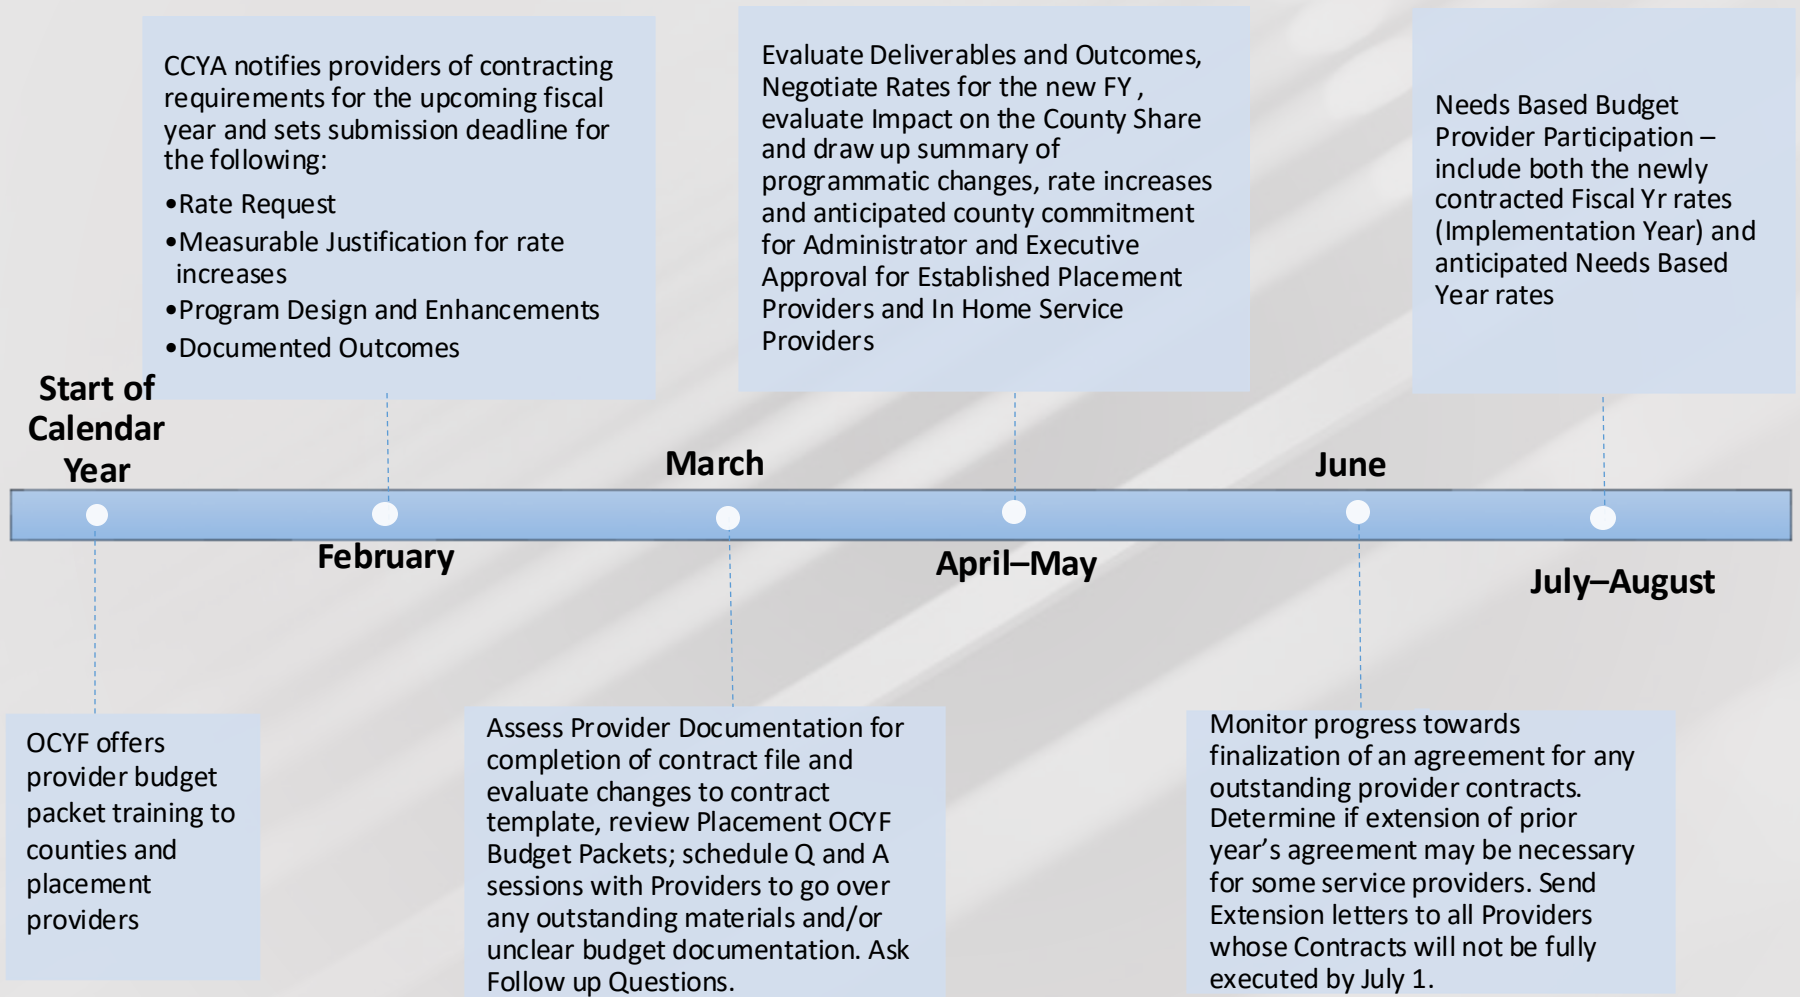 CCYA notifies providers of contracting
requirements for the upcoming fiscal
year and sets submission deadline for
the following:
•Rate Request
•Measurable Justification for rate
increases
•Program Design and Enhancements
•Documented Outcomes
Evaluate Deliverables and Outcomes,
Negotiate Rates for the new FY ,
evaluate Impact on the County Share
and draw up summary of
programmatic changes, rate increases
and anticipated county commitment
for Administrator and Executive
Approval for Established Placement
Providers and In Home Service
Providers
Needs Based Budget
Provider Participation –
include both the newly
contracted Fiscal Yr rates
(Implementation Year) and
anticipated Needs Based
Year rates
Start of
Calendar
Year
February
March
April–May
June
July–August
OCYF offers
provider budget
packet training to
counties and
placement
providers
Assess Provider Documentation for
completion of contract file and
evaluate changes to contract
template, review Placement OCYF
Budget Packets; schedule Q and A
sessions with Providers to go over
any outstanding materials and/or
unclear budget documentation. Ask
Follow up Questions.
Monitor progress towards
finalization of an agreement for any
outstanding provider contracts.
Determine if extension of prior
year’s agreement may be necessary
for some service providers. Send
Extension letters to all Providers
whose Contracts will not be fully
executed by July 1.